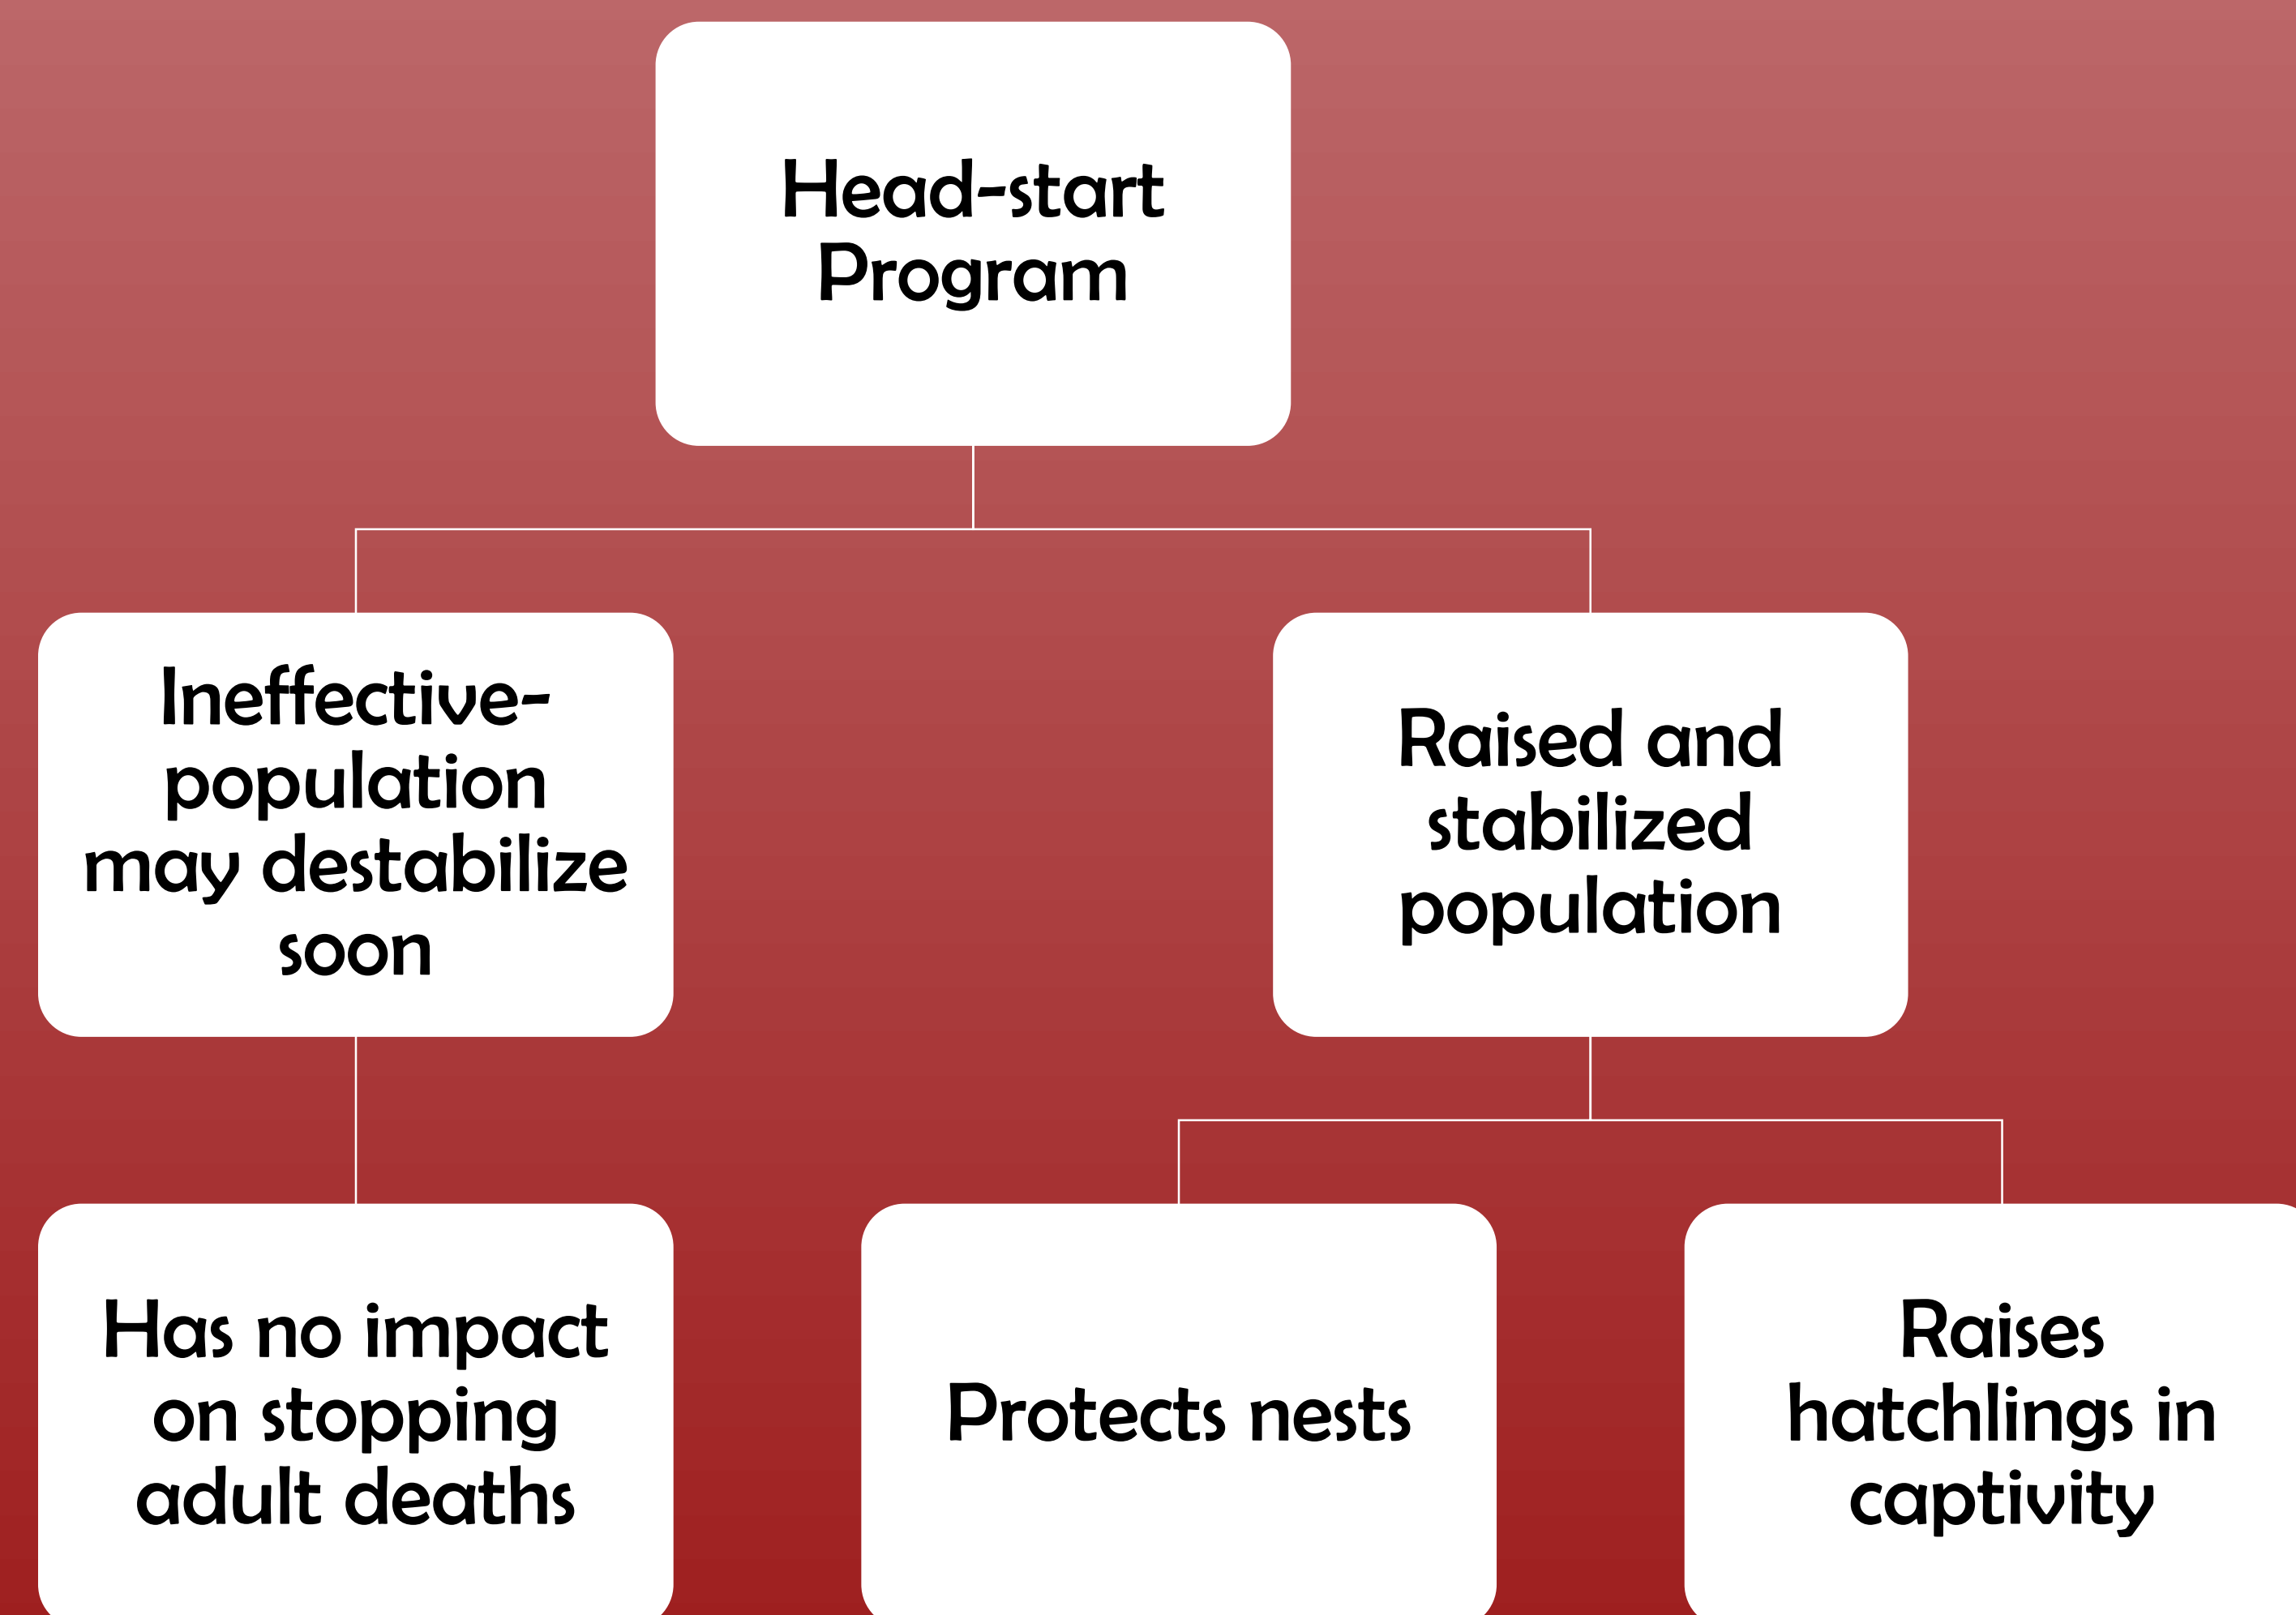 Head-start
Program
Ineffective-
population
may destabilize
soon
Raised and
stabilized
population
Has no impact
on stopping
adult deaths
Protects nests
Raises
hatchlings in
captivity